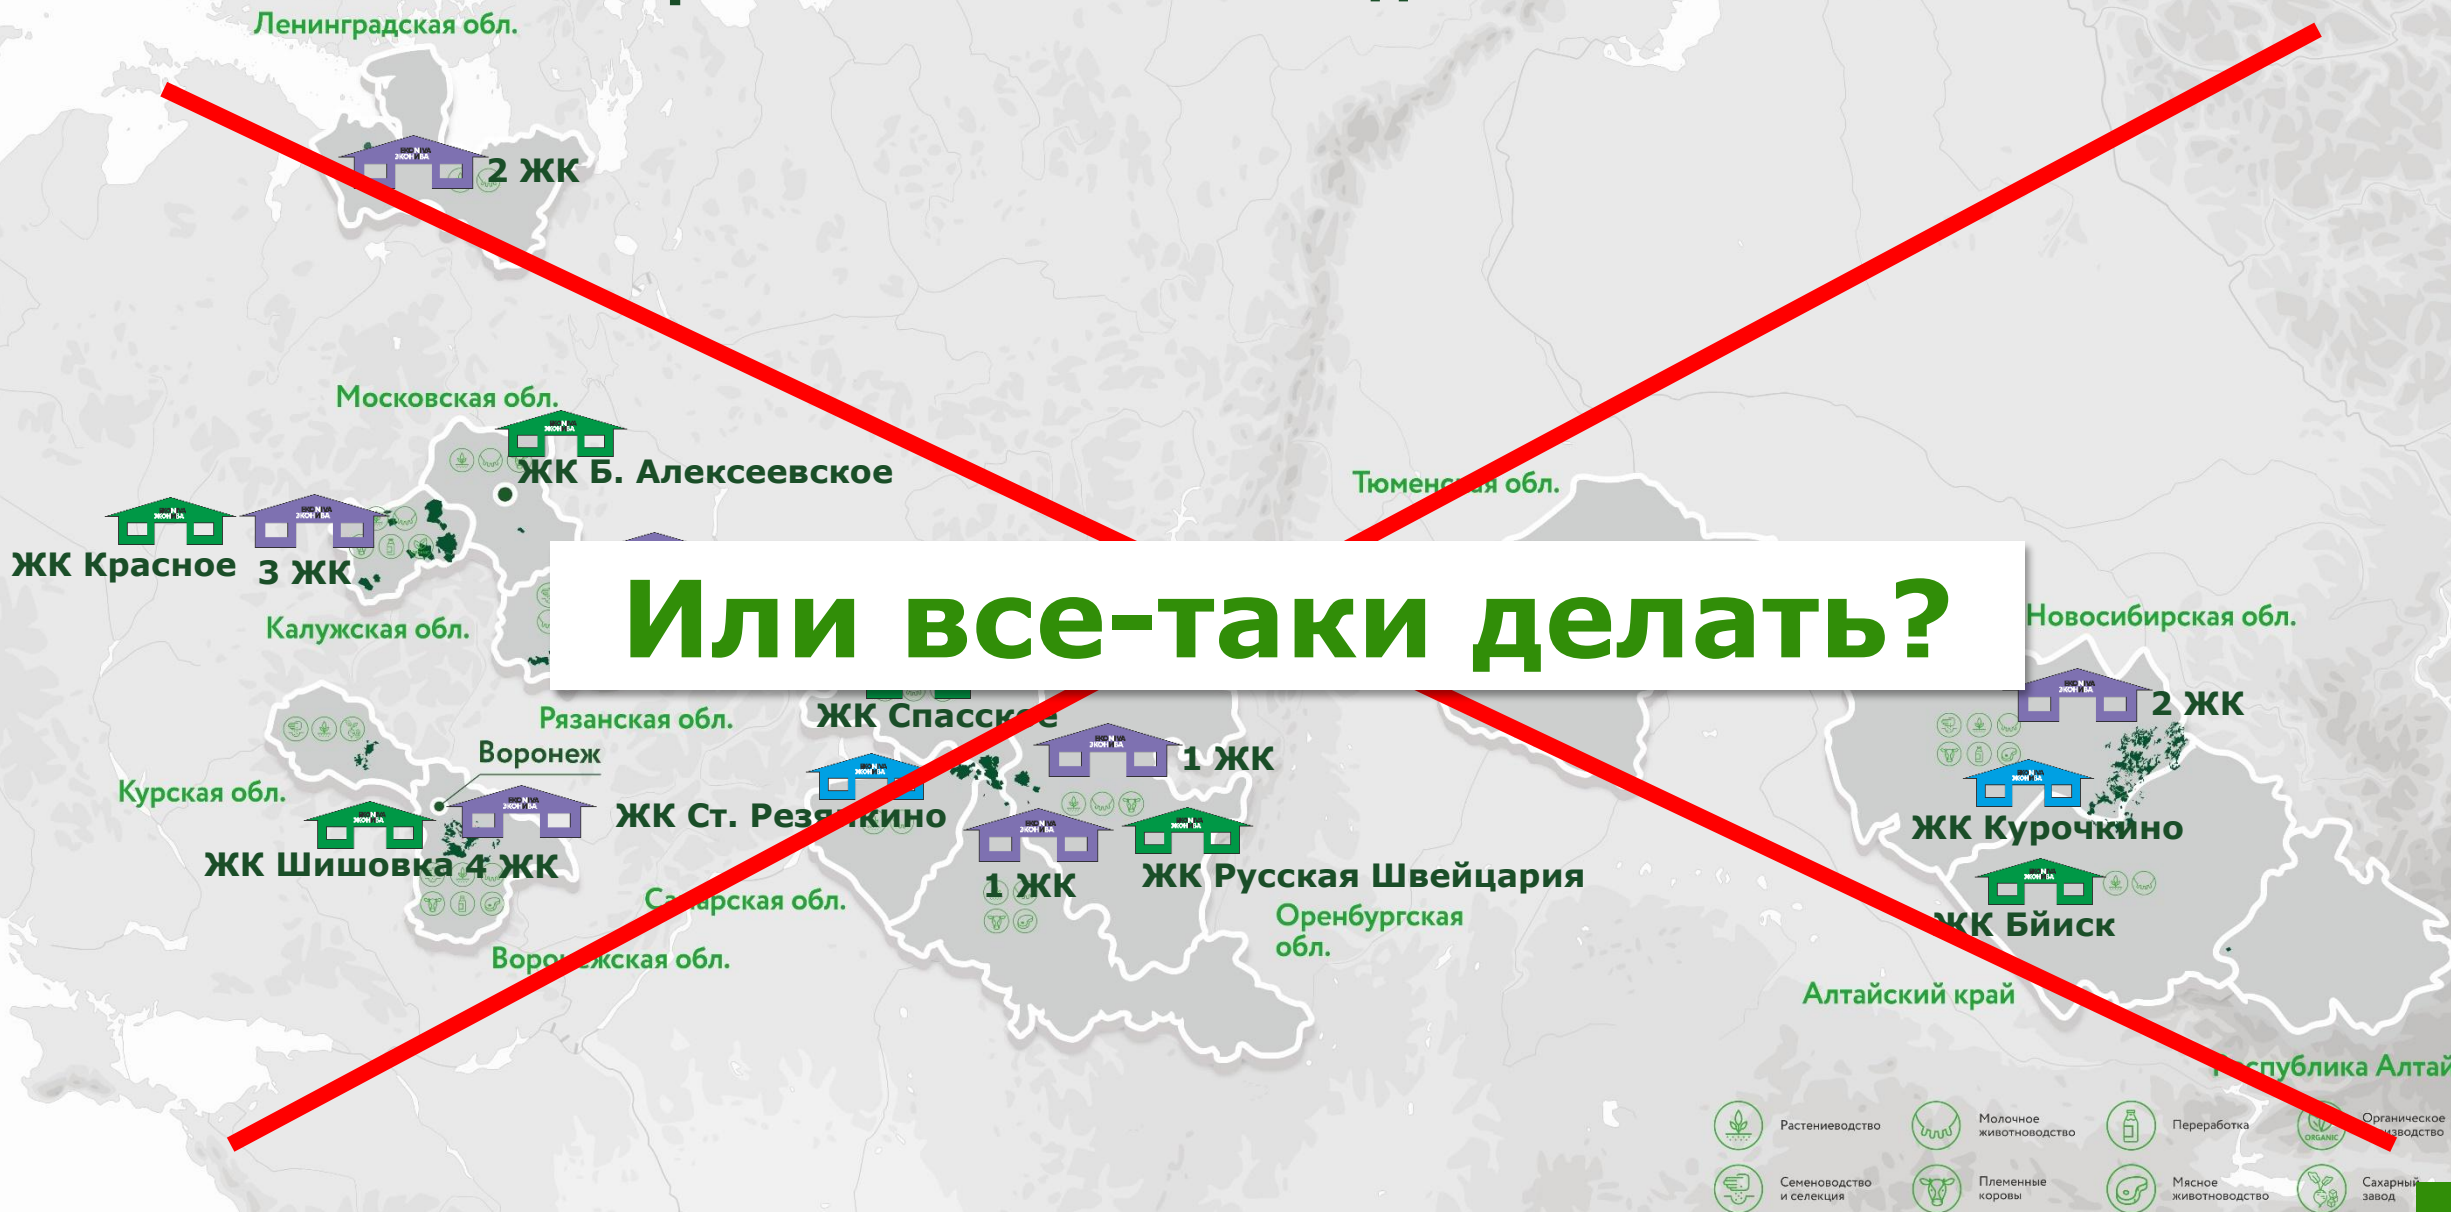 Ленинградская обл.
2 ЖК
Московская обл.
ЖК Б. Алексеевское
Тюменская обл.
ЖК Красное
3 ЖК
Или все-таки делать?
Калужская обл.
Новосибирская обл.
2 ЖК
Рязанская обл.
ЖК Спасское
Воронеж
1 ЖК
Курская обл.
ЖК Ст. Резяпкино
ЖК Курочкино
ЖК Шишовка
4 ЖК
1 ЖК
ЖК Русская Швейцария
Самарская обл.
Оренбургская
обл.
ЖК Бйиск
Воронежская обл.
Алтайский край
Республика Алтай
Растениеводство
Молочное
животноводство
Переработка
ORGANIC
Органическое
производство
Семеноводство
и селекция
Племенные
коровы
Мясное
животноводство
Сахарный
завод